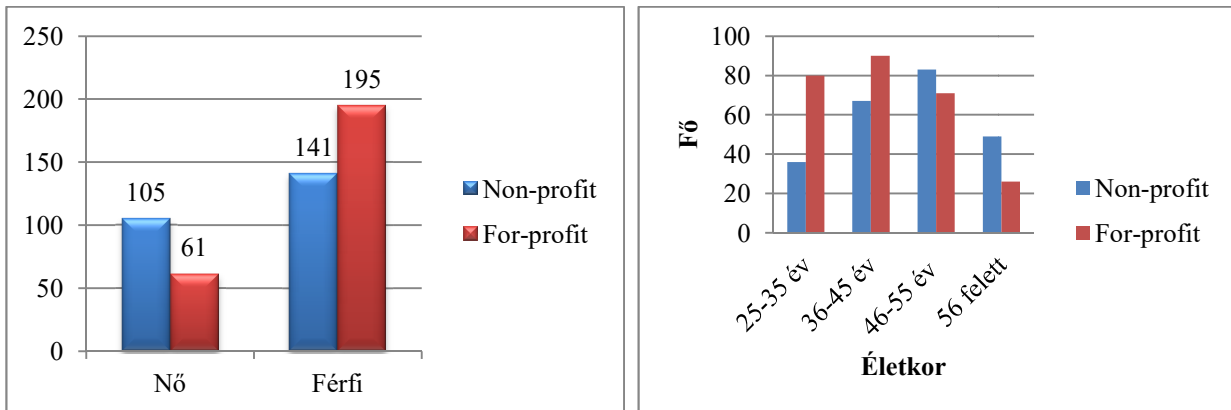 250
200
150
100
50
0
105
61
141
195
Nő
Férfi
Non-profit
For-profit
100
80
60
40
20
0
Fő
25-35 év
36-45 év
46-55 év
56 felett
Életkor
Non-profit
For-profit